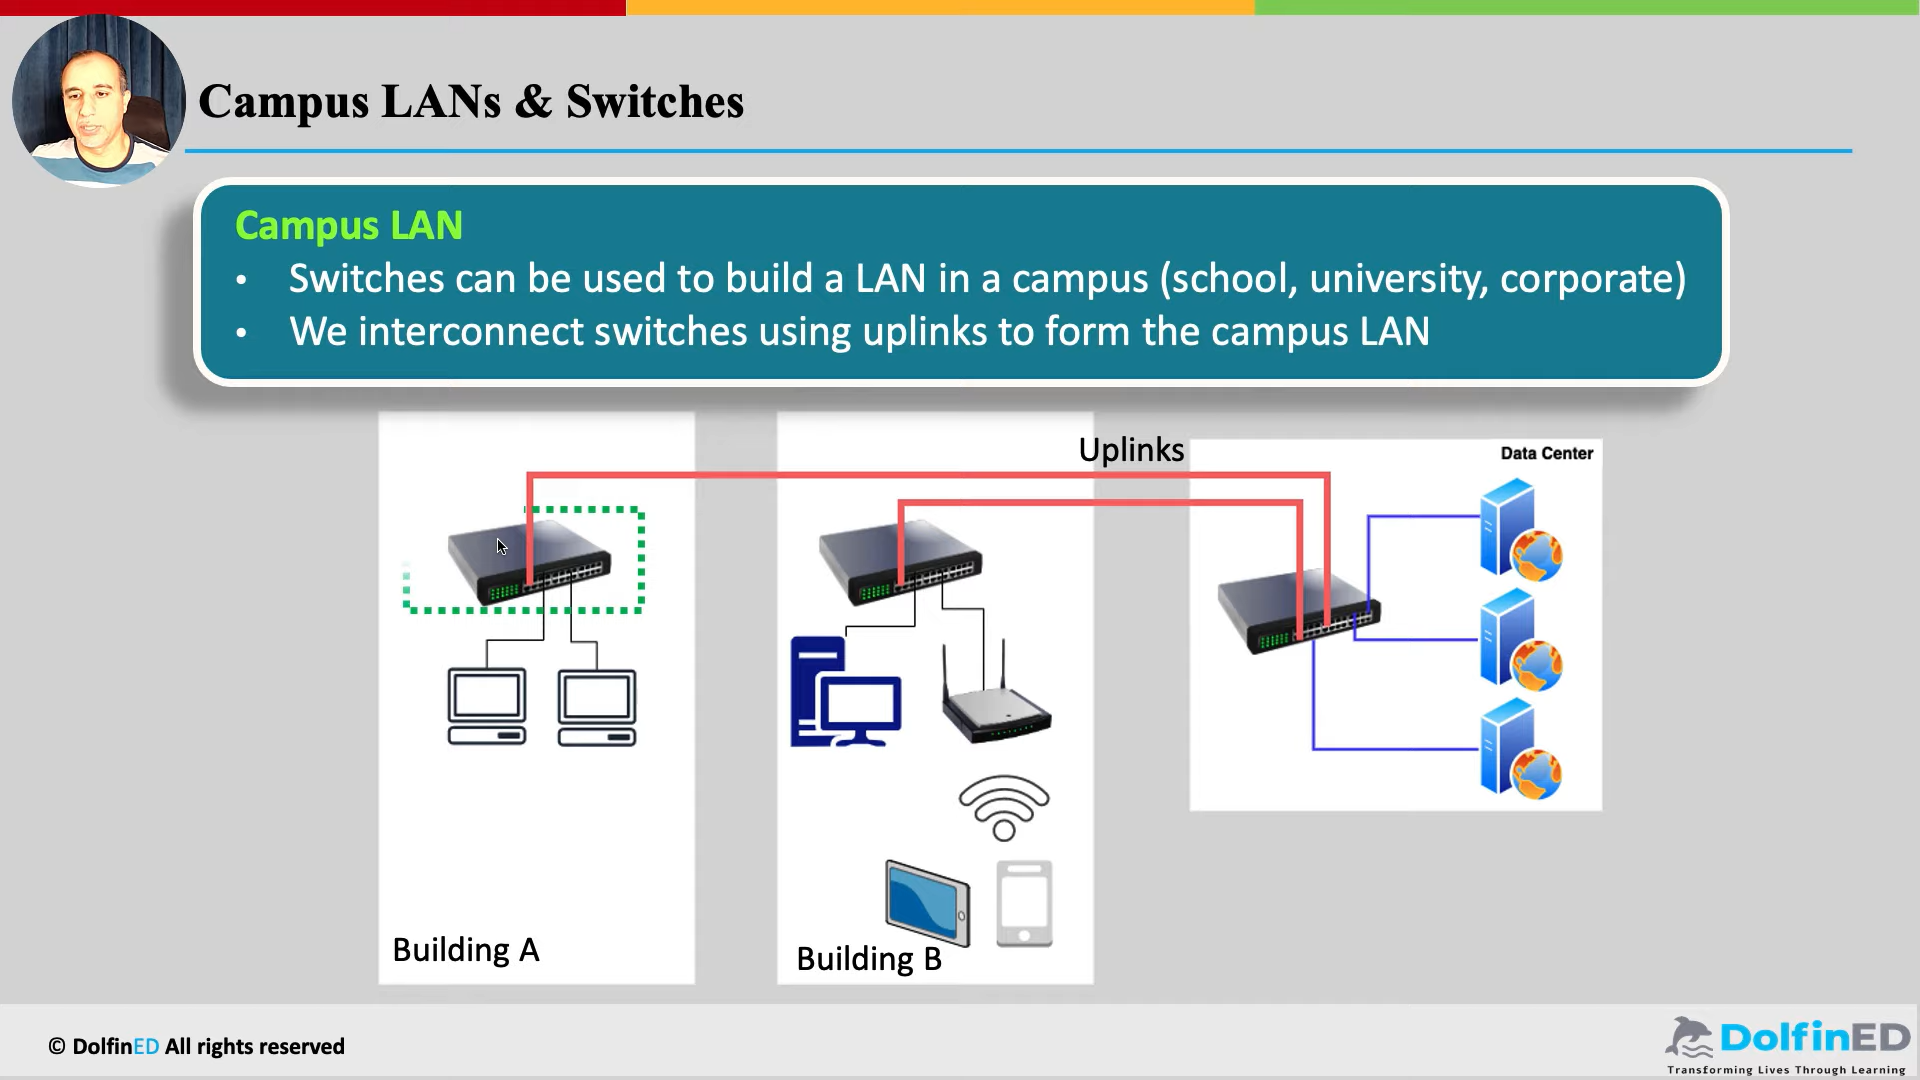 Campus LANs & Switches
Campus LAN
• Switches can be used to build a LAN in a campus (school, university, corporate)
• We interconnect switches using uplinks to form the campus LAN
Uplinks
Data Center
Building A
Building B
© DolfinED All rights reserved
DolfinED
Transforming Lives Through Learning